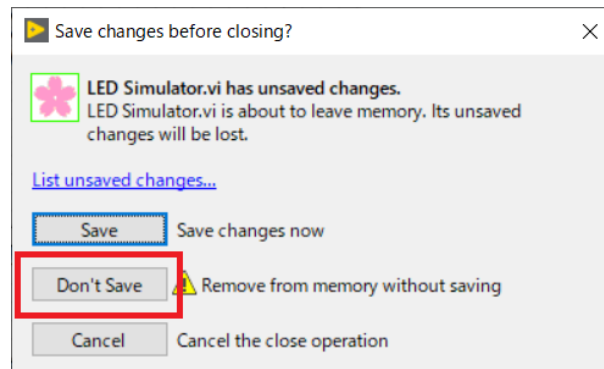 Save changes before closing?
LED Simulator.vi has unsaved changes.
LED Simulator.vi is about to leave memory. Its unsaved
changes will be lost.
List unsaved changes...
Save Save changes now
Don't Save Remove from memory without saving
Cancel Cancel the close operation